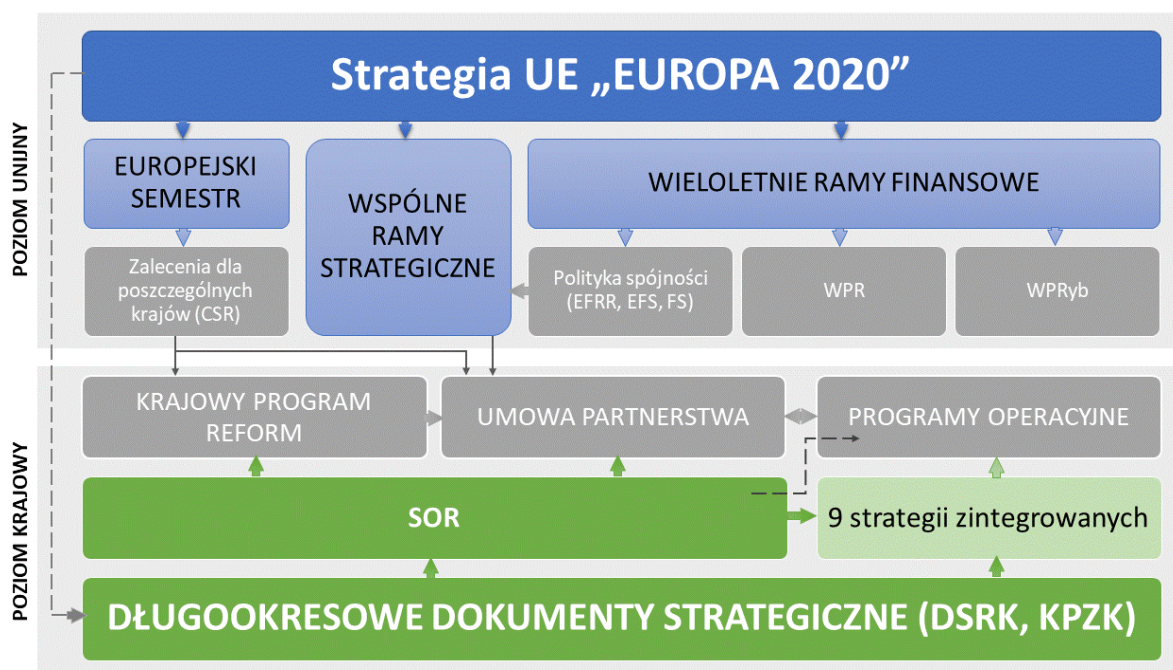 Strategia UE „EUROPA 2020”
POZIOM UNIJNY
EUROPEJSKI
SEMESTR
WSPÓLNE
RAMY
STRATEGICZNE
WIELOLETNIE RAMY FINANSOWE
Zalecenia dla
poszczególnych
krajów (CSR)
Polityka spójności
(EFRR, EFS, FS)
WPR
WPRyb
POZIOM KRAJOWY
KRAJOWY PROGRAM
REFORM
UMOWA PARTNERSTWA
PROGRAMY OPERACYJNE
SOR
9 strategii zintegrowanych
DŁUGOOKRESOWE DOKUMENTY STRATEGICZNE (DSRK, KPZK)